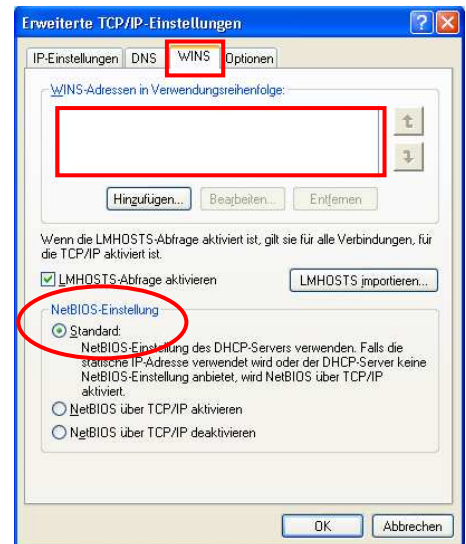 Erweiterte TCP/IP-Einstellungen
IP-Einstellungen DNS WINS Optionen
WINS-Adressen in Verwendungsreihenfolge:
Hinzufügen... Bearbeiten... Entfernen
Wenn die LMHOSTS-Abfrage aktiviert ist, gilt sie für alle Verbindungen, für
die TCP/IP aktiviert ist.
LMHOSTS-Abfrage aktivieren LMHOSTS importieren...
NetBIOS-Einstellung
Standard:
NetBIOS-Einstellung des DHCP-Servers verwenden. Falls die
statische IP-Adresse verwendet wird oder der DHCP-Server keine
NetBIOS-Einstellung anbietet, wird NetBIOS über TCP/IP
aktiviert.
NetBIOS über TCP/IP aktivieren
NetBIOS über TCP/IP deaktivieren
OK Abbrechen